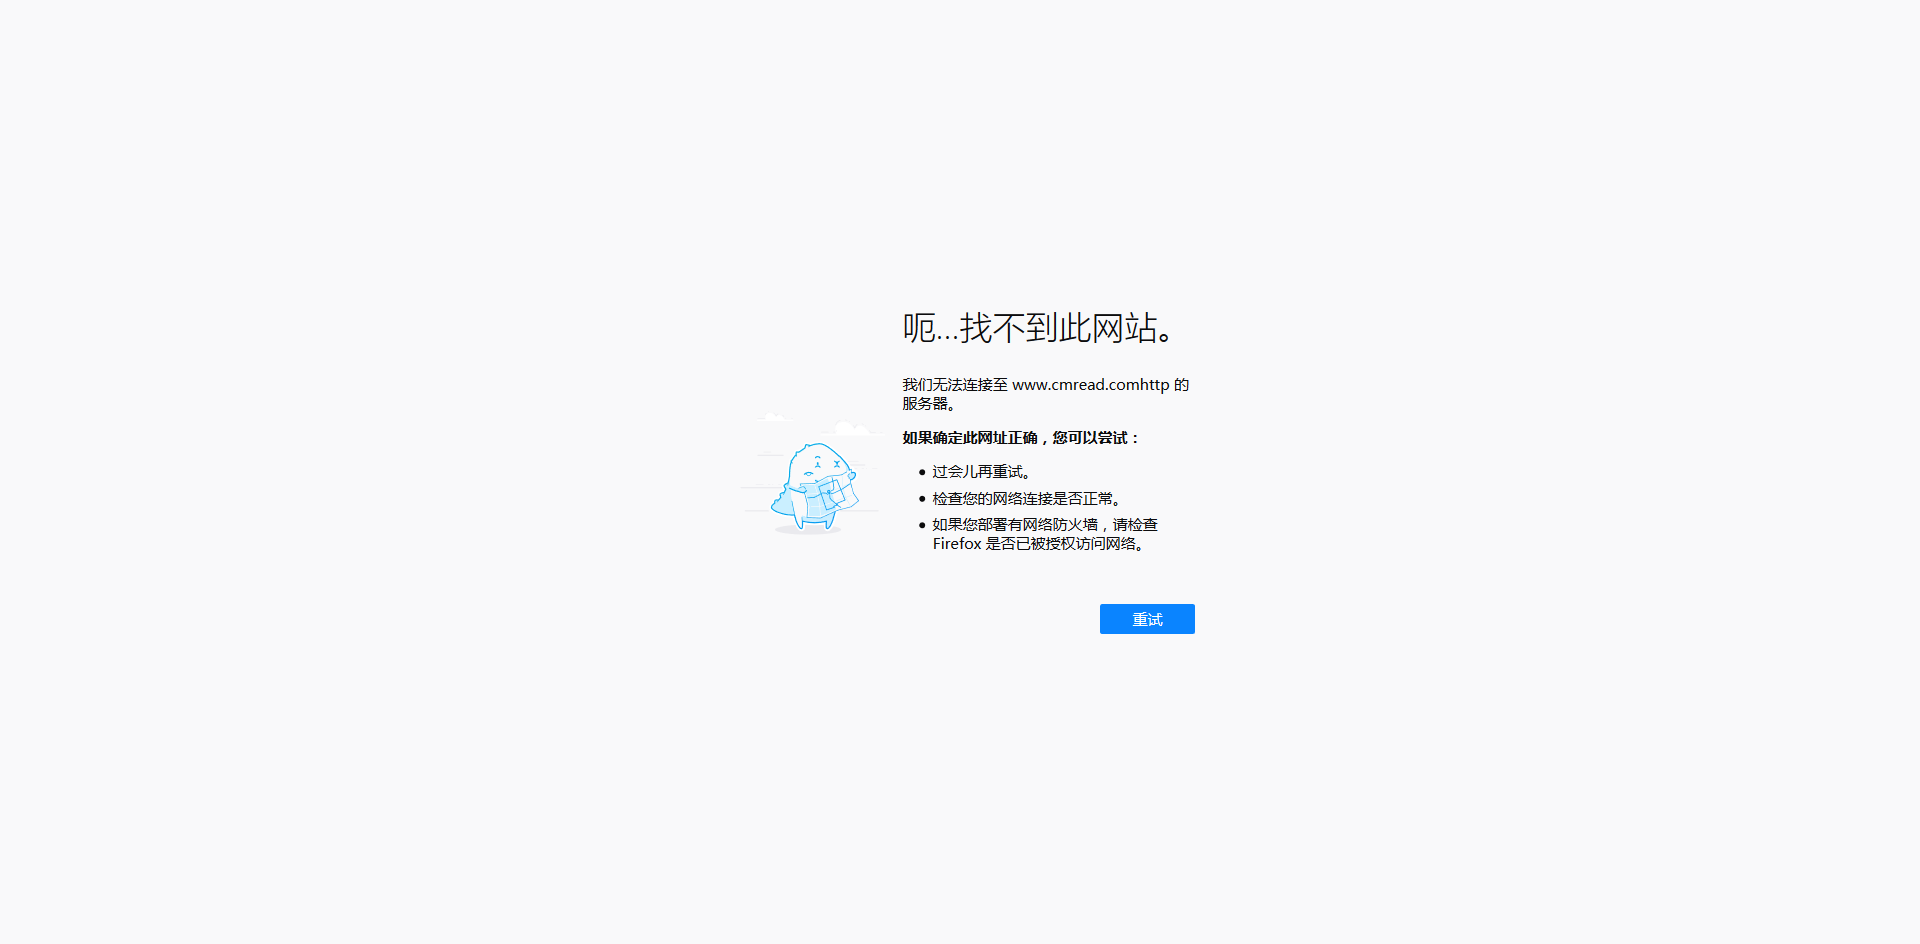 呃...找不到此网站。
我们无法连接至 www.cmread.comhttp 的
服务器。
如果确定此网址正确，您可以尝试：
过会儿再重试。
检查您的网络连接是否正常。
如果您部署有网络防火墙，请检查
Firefox 是否已被授权访问网络。
重试